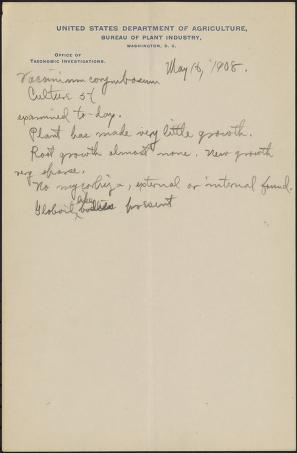 UNITED STATES DEPARTMENT OF AGRICULTURE,
BUREAU OF PLANT INDUSTRY,
WASHINGTON, D. C.
OFFICE OF
TAXONOMIC INVESTIGATIONS.
May 18, 1908.
Vaccinium corymbosum
Culture 54
examined to-day.
Plant has made very little growth.
Root growth almost none. New growth
very sparse.
No mycorhiza, external or internal found.
Globoid bodies present